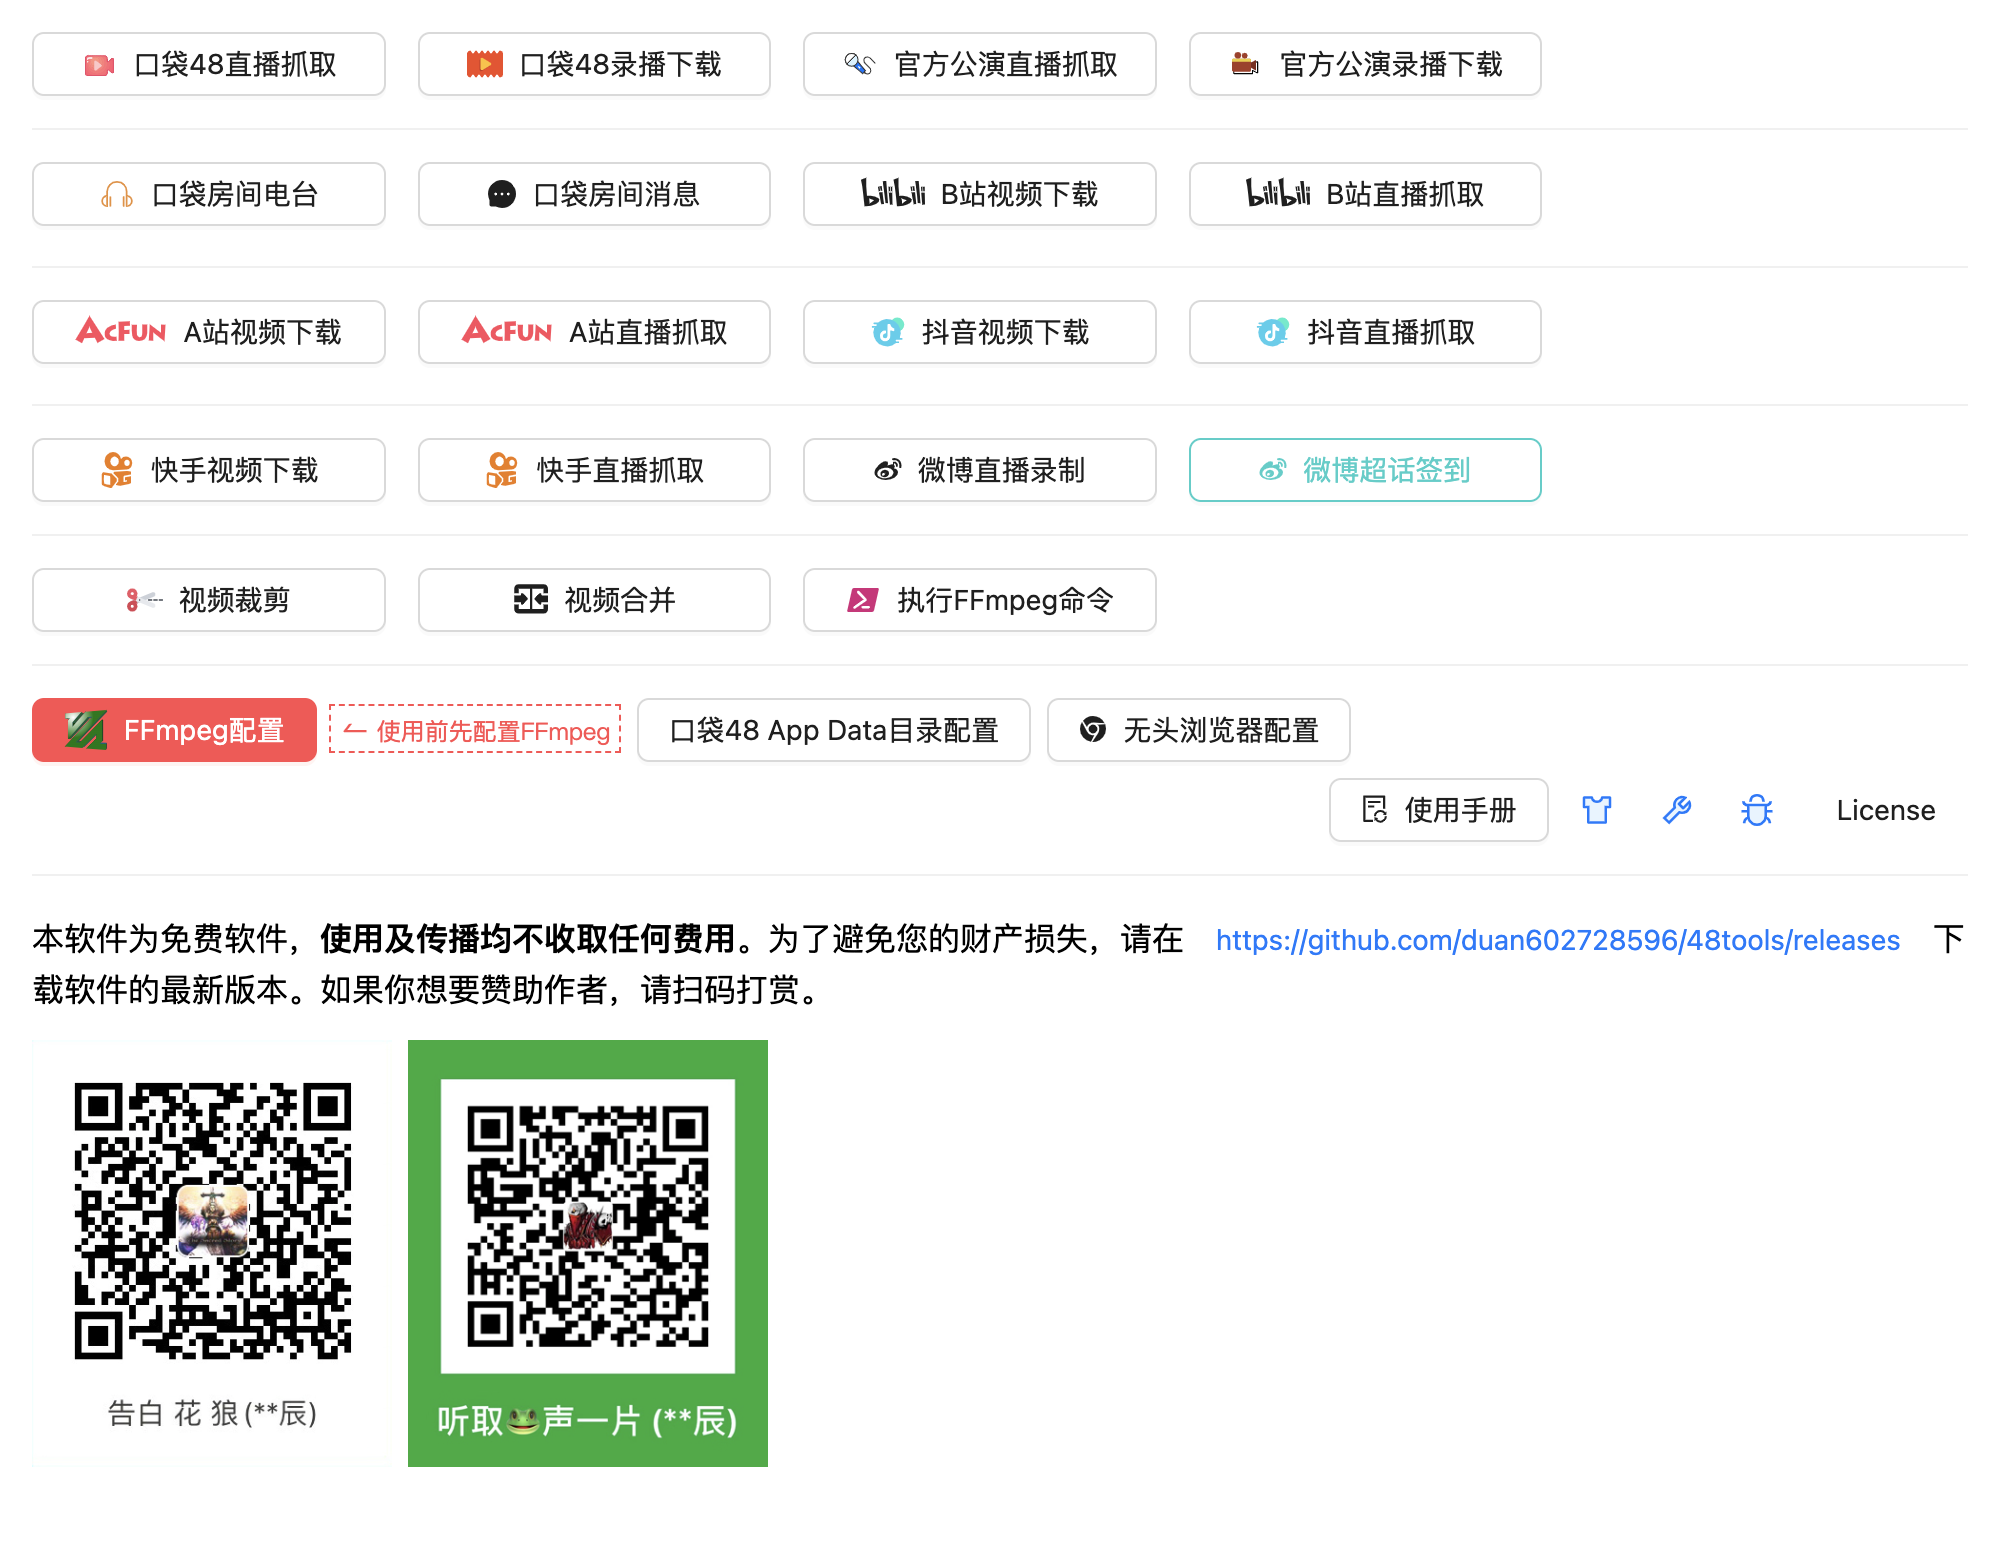 口袋48直播抓取 口袋48录播下载 官方公演直播抓取 官方公演录播下载
口袋房间电台 口袋房间消息 bilibili B站视频下载 bilibili B站直播抓取
ACFUN A站视频下载 ACFUN A站直播抓取 抖音视频下载 抖音直播抓取
快手视频下载 快手直播抓取 微博直播录制 微博超话签到
视频裁剪 视频合并 执行FFmpeg命令
FFmpeg配置 ← 使用前先配置FFmpeg 口袋48 App Data目录配置 无头浏览器配置
使用手册 License
本软件为免费软件，使用及传播均不收取任何费用。为了避免您的财产损失，请在 https://github.com/duan602728596/48tools/releases 下
载软件的最新版本。如果你想要赞助作者，请扫码打赏。
告白 花 狼(**辰)
听取🐸声一片 (**辰)